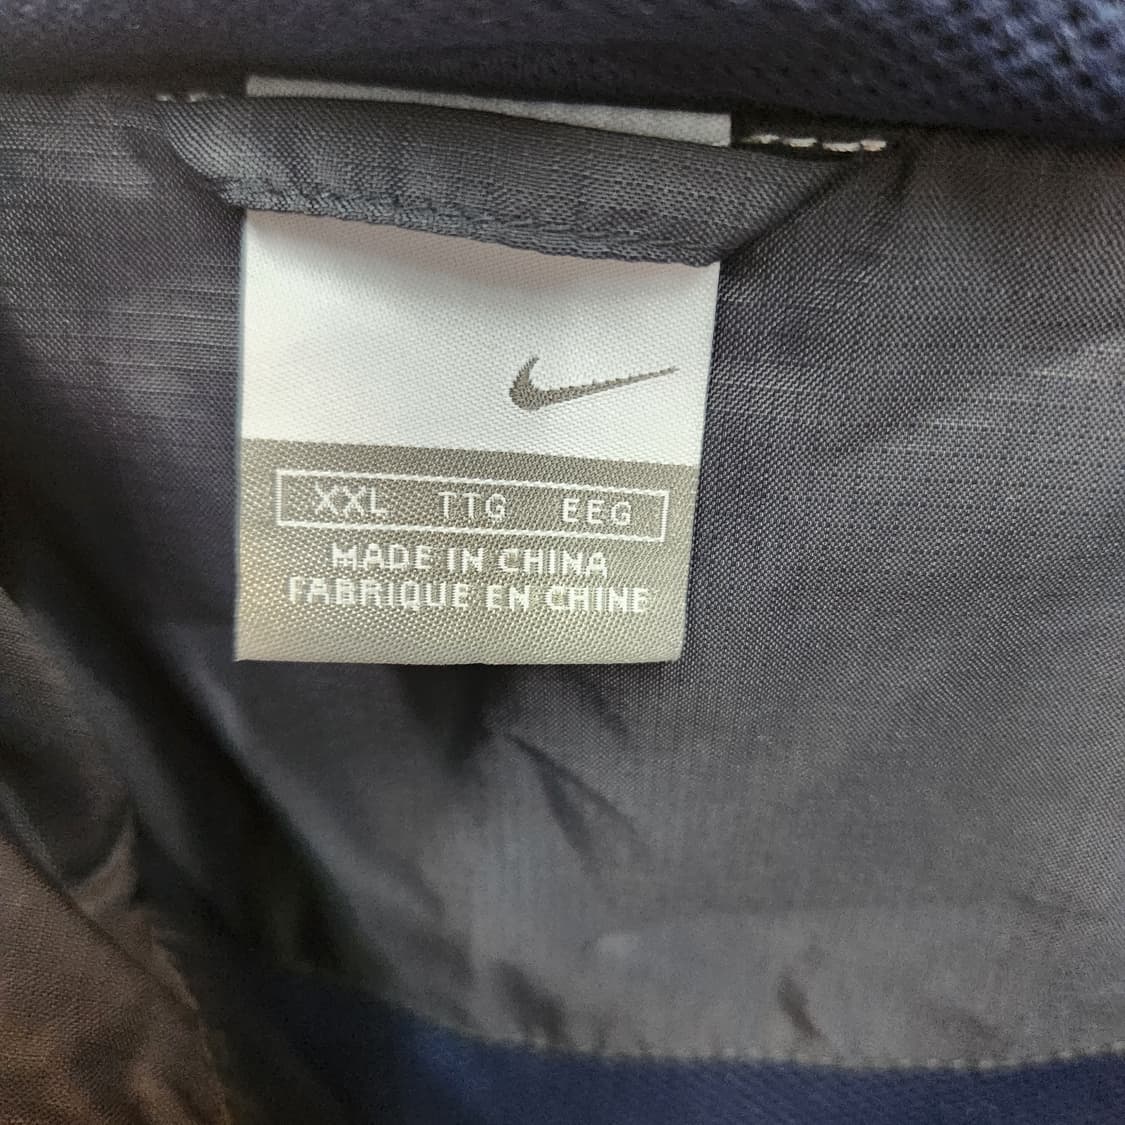 XXL TTG EEG
MADE IN CHINA
FABRIQUE EN CHINE